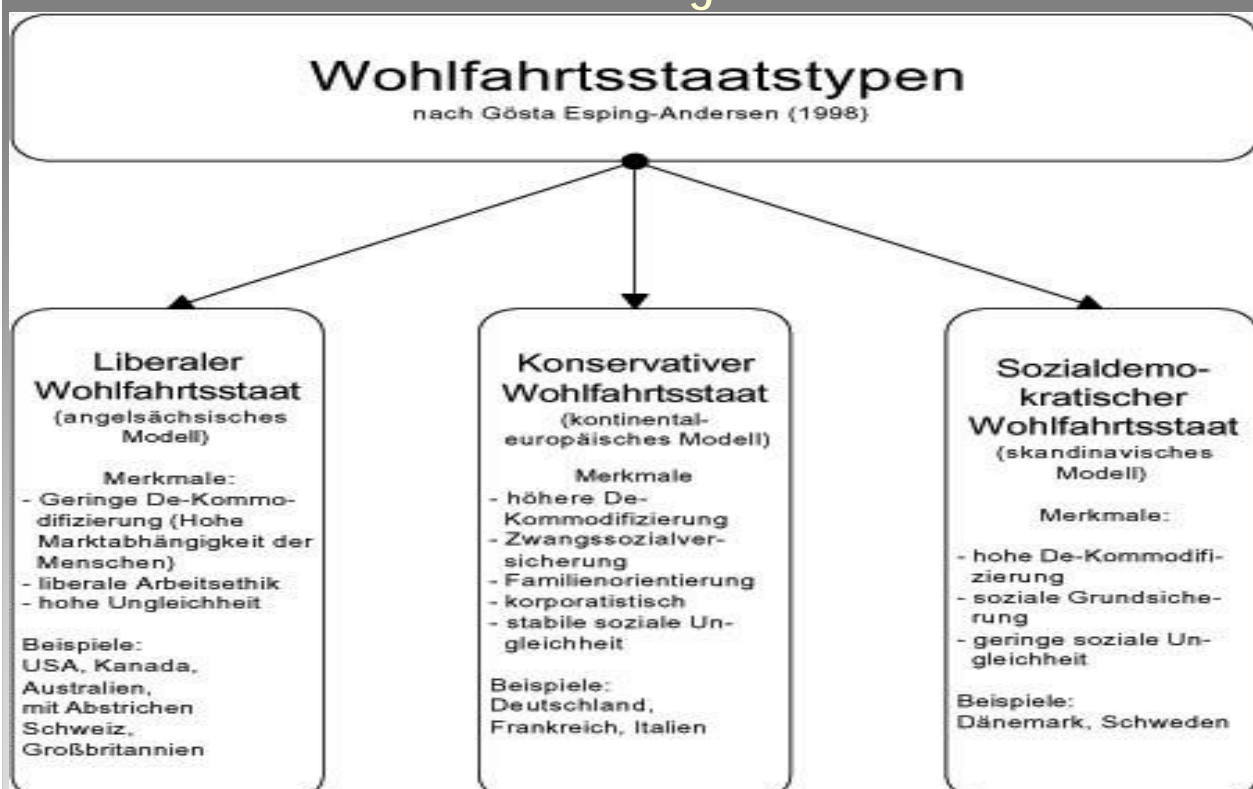 Wohlfahrtsstaatstypen
nach Gösta Esping-Andersen (1998)
Liberaler
Wohlfahrtsstaat
(angelsächsisches
Modell)
Merkmale:
- Geringe De-Kommo-
difizierung (Hohe
Marktabhängigkeit der
Menschen)
- liberale Arbeitsethik
- hohe Ungleichheit
Beispiele:
USA, Kanada,
Australien,
mit Abstrichen
Schweiz,
Großbritannien
Konservativer
Wohlfahrtsstaat
(kontinental-
europäisches Modell)
Merkmale
- höhere De-
Kommodifizierung
- Zwangssozialver-
sicherung
- Familienorientierung
- korporatistisch
- stabile soziale Un-
gleichheit
Beispiele:
Deutschland,
Frankreich, Italien
Sozialdemo-
kratischer
Wohlfahrtsstaat
(skandinavisches
Modell)
Merkmale:
- hohe De-Kommodifi-
zierung
- soziale Grundsiche-
rung
- geringe soziale Un-
gleichheit
Beispiele:
Dänemark, Schweden